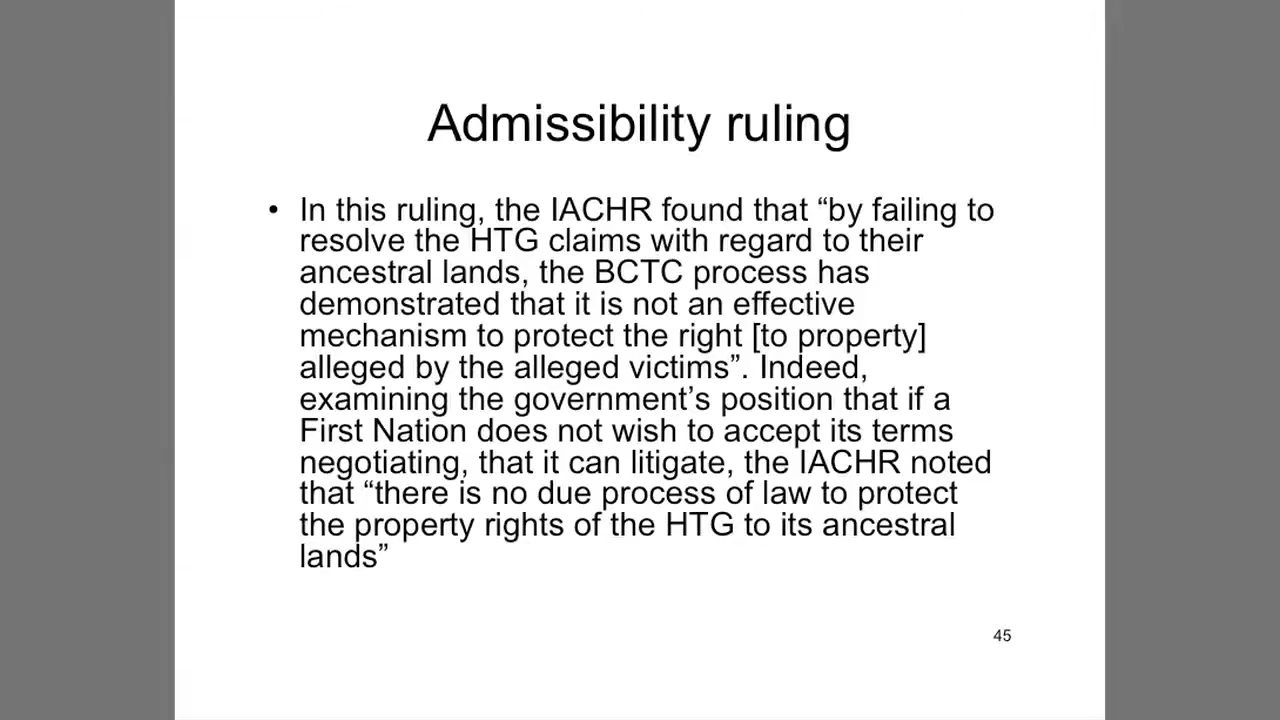 Admissibility ruling
• In this ruling, the IACHR found that “by failing to
resolve the HTG claims with regard to their
ancestral lands, the BCTC process has
demonstrated that it is not an effective
mechanism to protect the right [to property]
alleged by the alleged victims”. Indeed,
examining the government’s position that if a
First Nation does not wish to accept its terms
negotiating, that it can litigate, the IACHR noted
that “there is no due process of law to protect
the property rights of the HTG to its ancestral
lands”
45